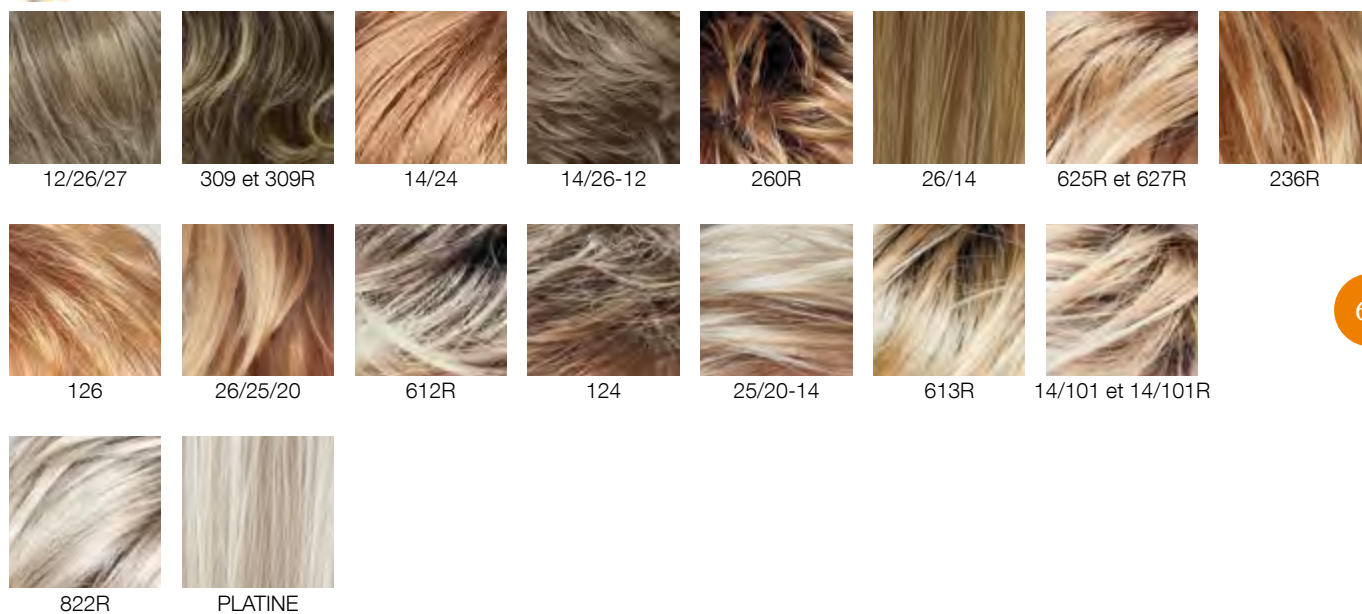 12/26/27
309 et 309R
14/24
14/26-12
260R
26/14
625R et 627R
236R
126
26/25/20
612R
124
25/20-14
613R
14/101 et 14/101R
6
822R
PLATINE